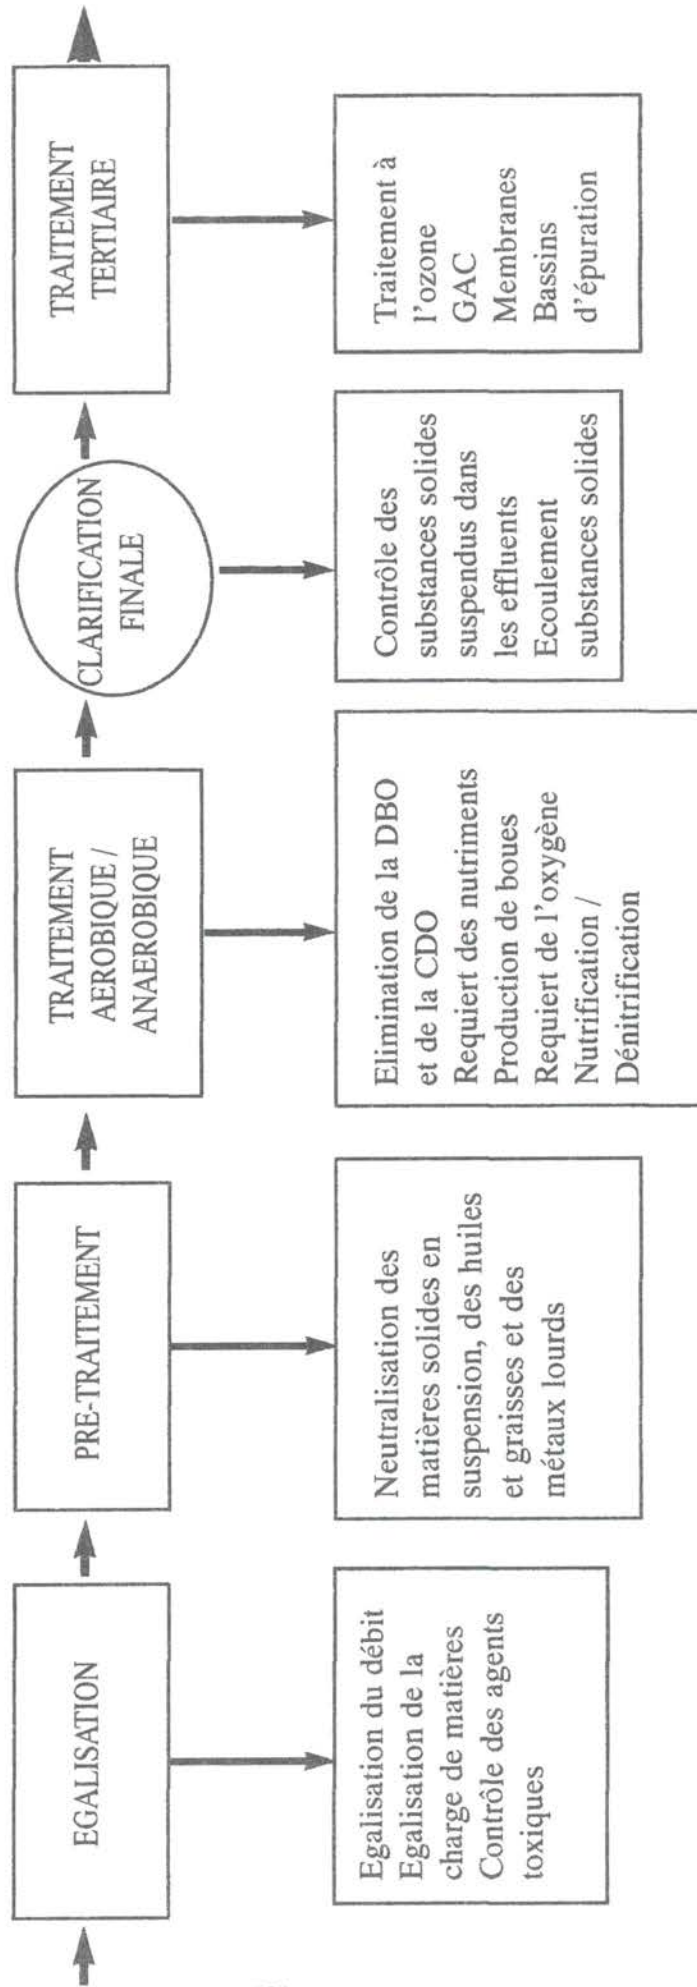 EGALISATION
PRE-TRAITEMENT
TRAITEMENT
AEROBIQUE /
ANAEROBIQUE
CLARIFICATION
FINALE
TRAITEMENT
TERTIAIRE
Egalisation du débit
Egalisation de la
charge de matières
Contrôle des agents
toxiques
Neutralisation des
matières solides en
suspension, des huiles
et graisses et des
métaux lourds
Elimination de la DBO
et de la CDO
Requiert des nutriments
Production de boues
Requiert de l'oxygène
Nutrification /
Dénitrification
Contrôle des
substances solides
suspendus dans
les effluents
Ecoulement
substances solides
Traitement à
l'ozone
GAC
Membranes
Bassins
d'épuration